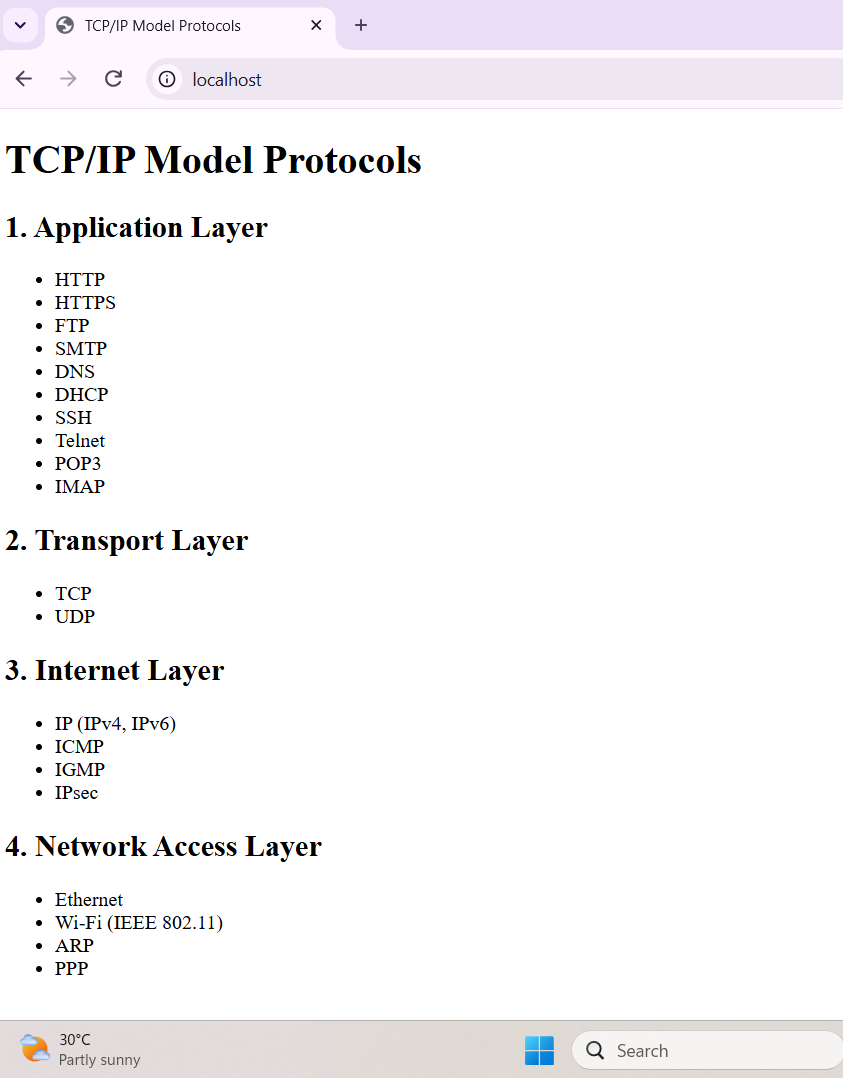 TCP/IP Model Protocols
localhost
TCP/IP Model Protocols
1. Application Layer
HTTP
HTTPS
FTP
SMTP
DNS
DHCP
SSH
Telnet
POP3
IMAP
2. Transport Layer
TCP
UDP
3. Internet Layer
IP (IPv4, IPv6)
ICMP
IGMP
IPsec
4. Network Access Layer
Ethernet
Wi-Fi (IEEE 802.11)
ARP
PPP
30°C
Partly sunny
Search